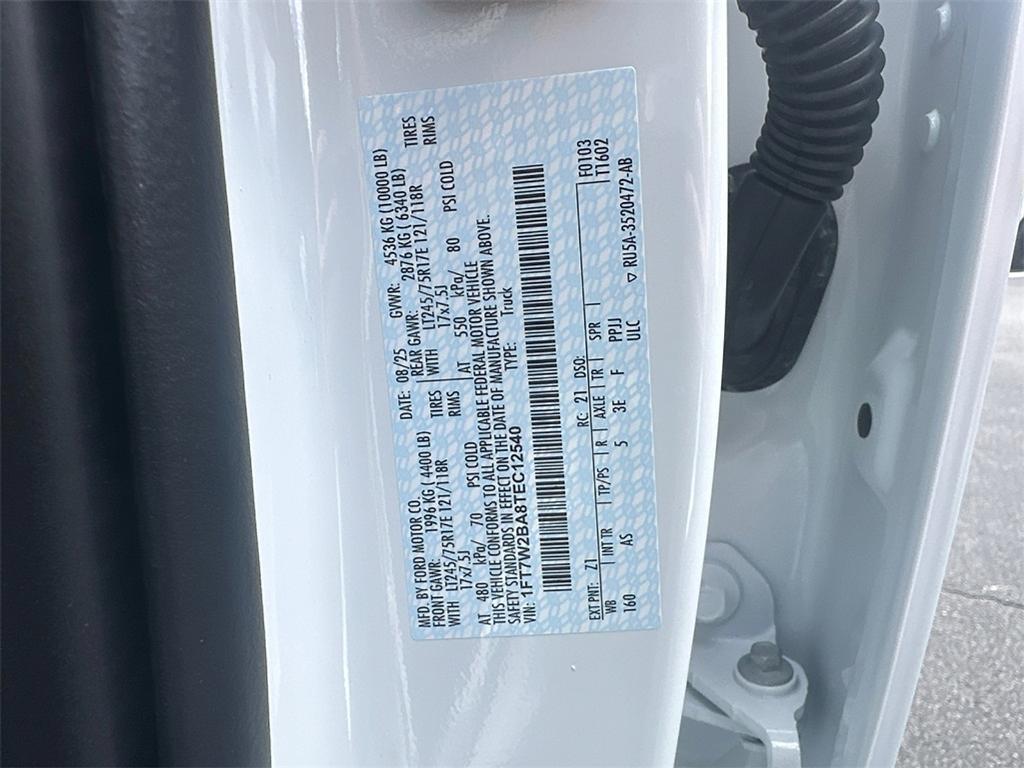 MFD. BY FORD MOTOR CO. DATE: 08/25 GVWR: 4536 KG (10000 LB)
FRONT GAWR: 1996 KG ( 4400 LB) REAR GAWR: 2876 KG ( 6340 LB)
WITH LT245/75R17E 121/118R TIRES WITH LT245/75R17E 121/118R TIRES
17x7.5J RIMS 17x7.5J RIMS
AT 480 kPa/ 70 PSI COLD AT 550 kPa/ 80 PSI COLD
THIS VEHICLE CONFORMS TO ALL APPLICABLE FEDERAL MOTOR VEHICLE
SAFETY STANDARDS IN EFFECT ON THE DATE OF MANUFACTURE SHOWN ABOVE.
VIN: 1FT7W2BA8TEC12540 TYPE: Truck
EXT PNT: Z1 RC: 21 DSO: F0103
WB INT TR TP/PS R AXLE TR SPR T1602
160 AS 5 3E F PPJJ
ULC
RU5A-3520472-AB